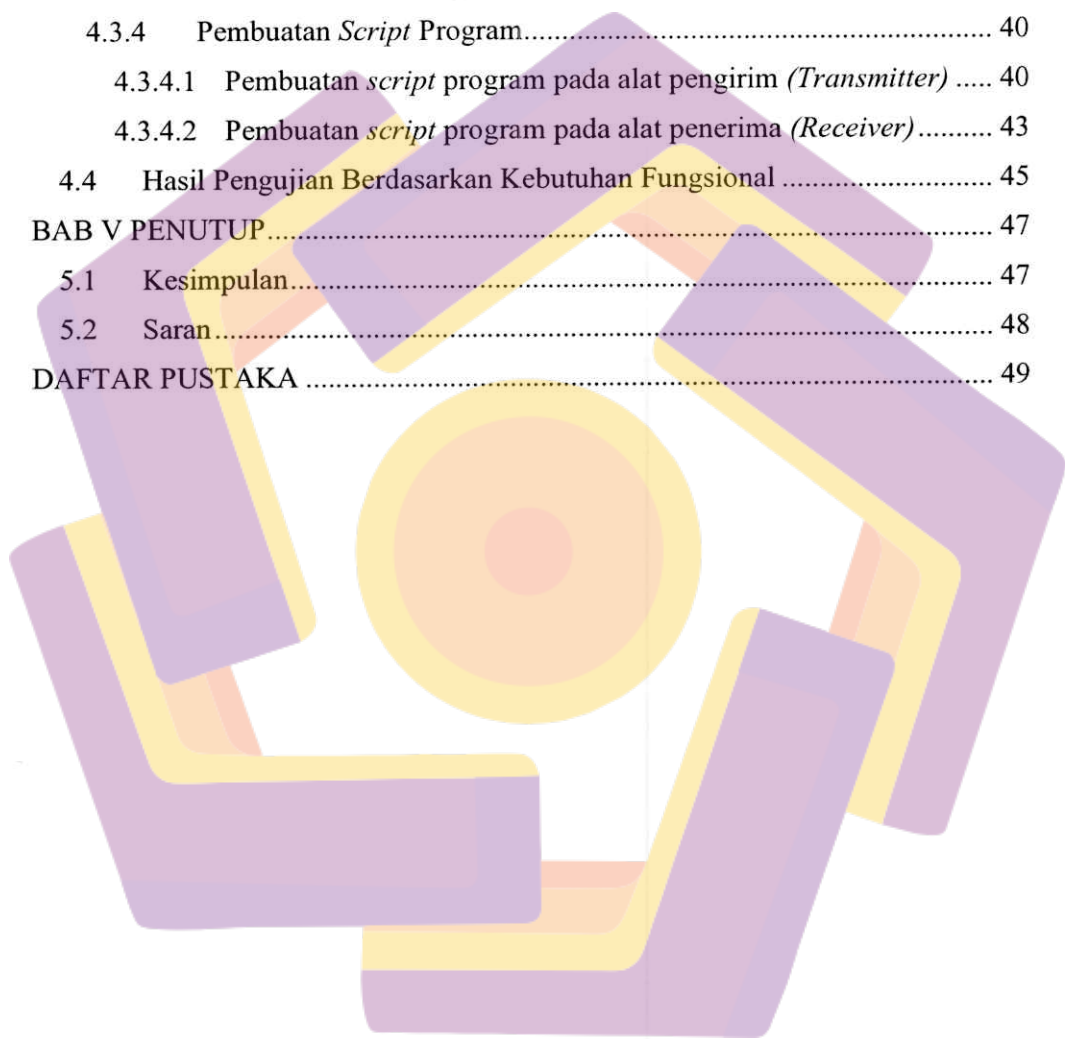 4.3.4 Pembuatan Script Program.................................................................... 40
4.3.4.1 Pembuatan script program pada alat pengirim (Transmitter) ..... 40
4.3.4.2 Pembuatan script program pada alat penerima (Receiver)........... 43
4.4 Hasil Pengujian Berdasarkan Kebutuhan Fungsional ............................... 45
BAB V PENUTUP......................................................................................................... 47
5.1 Kesimpulan...................................................................................................... 47
5.2 Saran................................................................................................................. 48
DAFTAR PUSTAKA .................................................................................................... 49